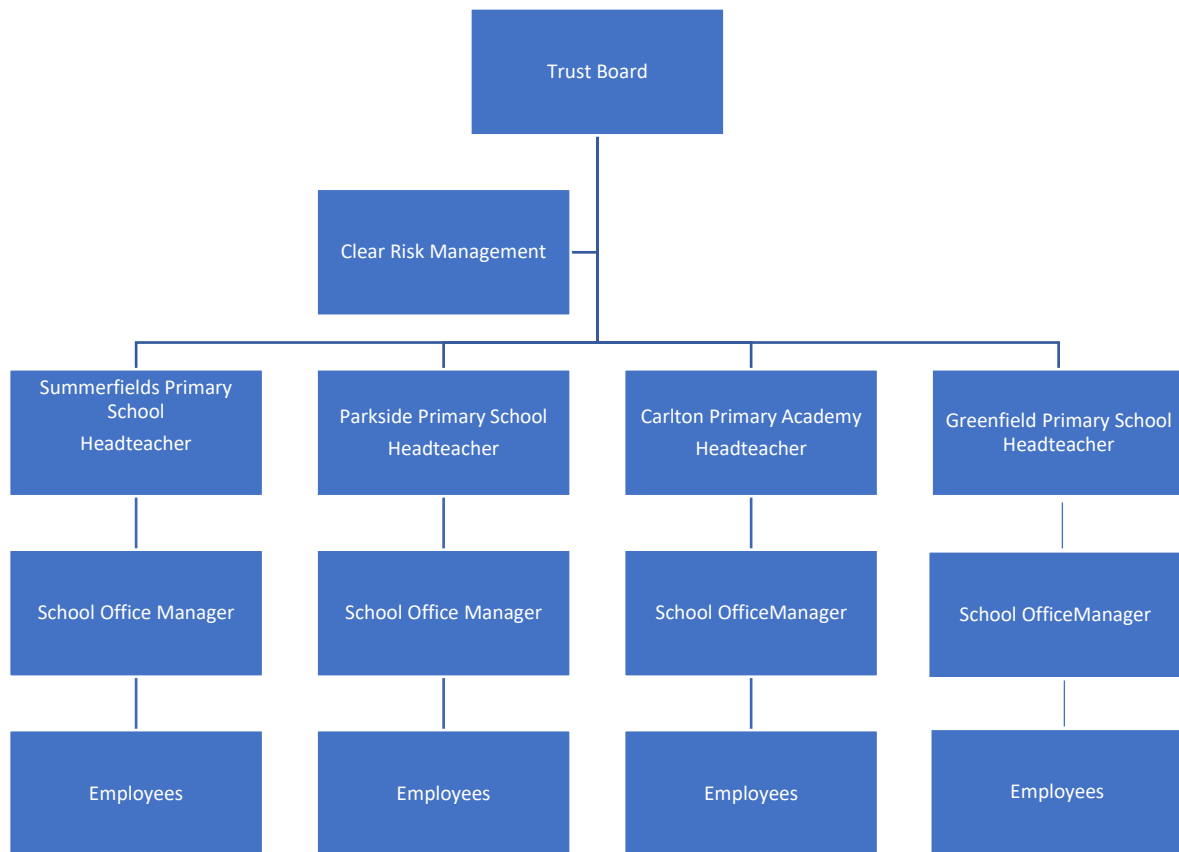 Trust Board
Clear Risk Management
Summerfields Primary
School
Headteacher
Parkside Primary School
Headteacher
Carlton Primary Academy
Headteacher
Greenfield Primary School
Headteacher
School Office Manager
School Office Manager
School OfficeManager
School OfficeManager
Employees
Employees
Employees
Employees